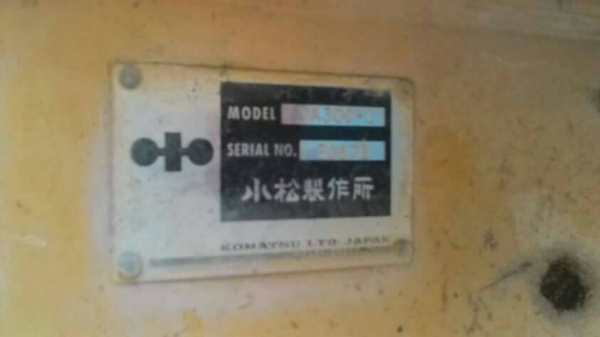 MODEL
SERIAL NO.
小松製作所
KOMATSU LTD JAPAN